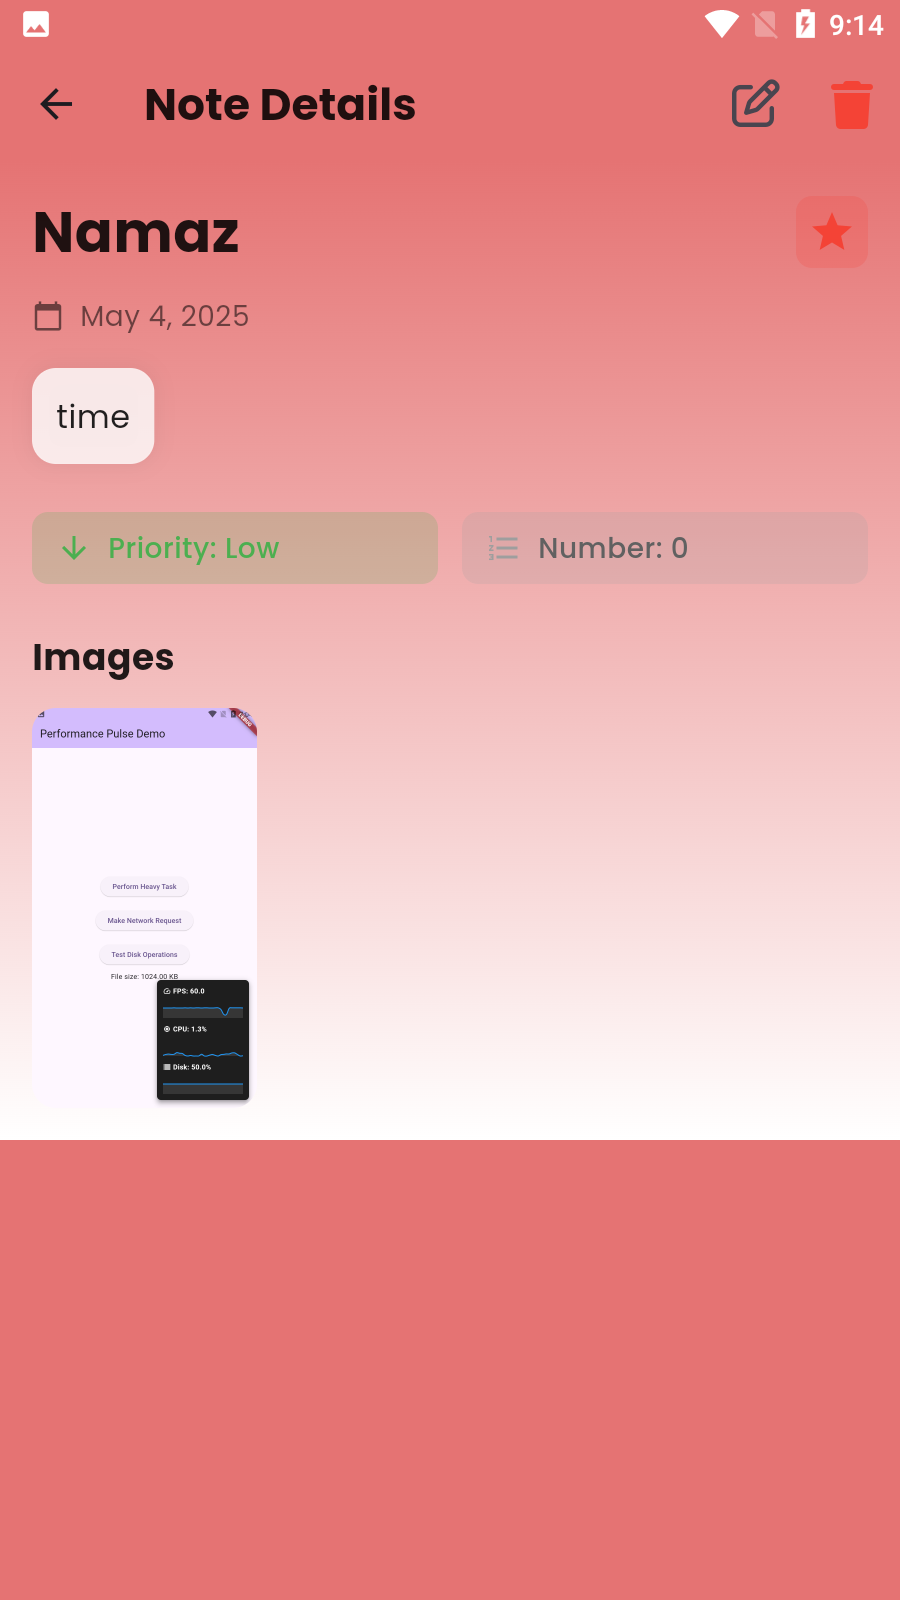 9:14
Note Details
Namaz
May 4, 2025
time
Priority: Low
Number: 0
Images
Performance Pulse Demo
Perform Heavy Task
Make Network Request
Test Disk Operations
File size: 1024.00 KB
FPS: 60.0
CPU: 1.3%
Disk: 50.0%